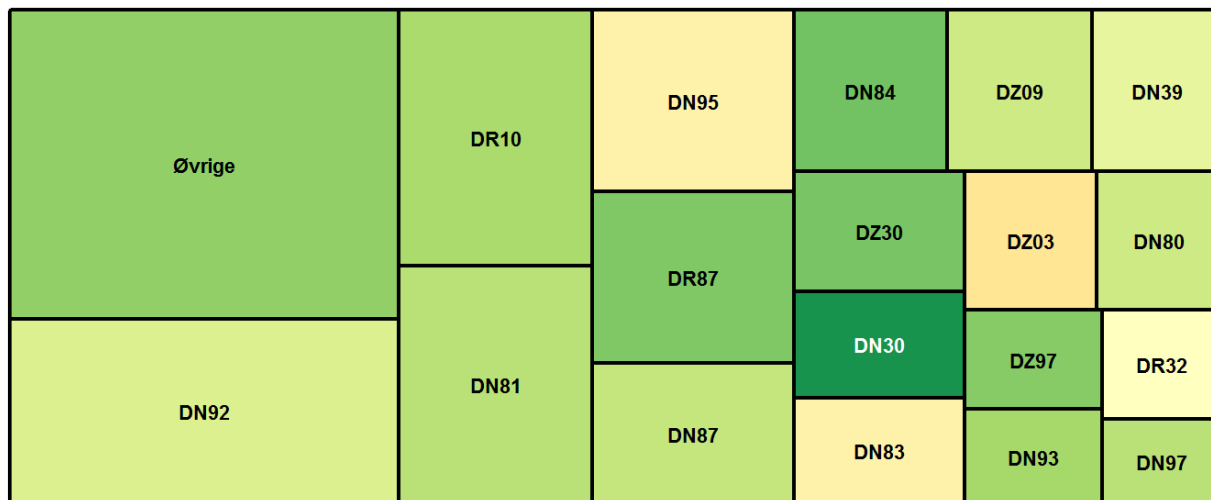 Øvrige
DN92
DR10
DN81
DN95
DR87
DN87
DN84
DZ09
DN39
DZ30
DZ03
DN80
DN30
DZ97
DR32
DN83
DN93
DN97